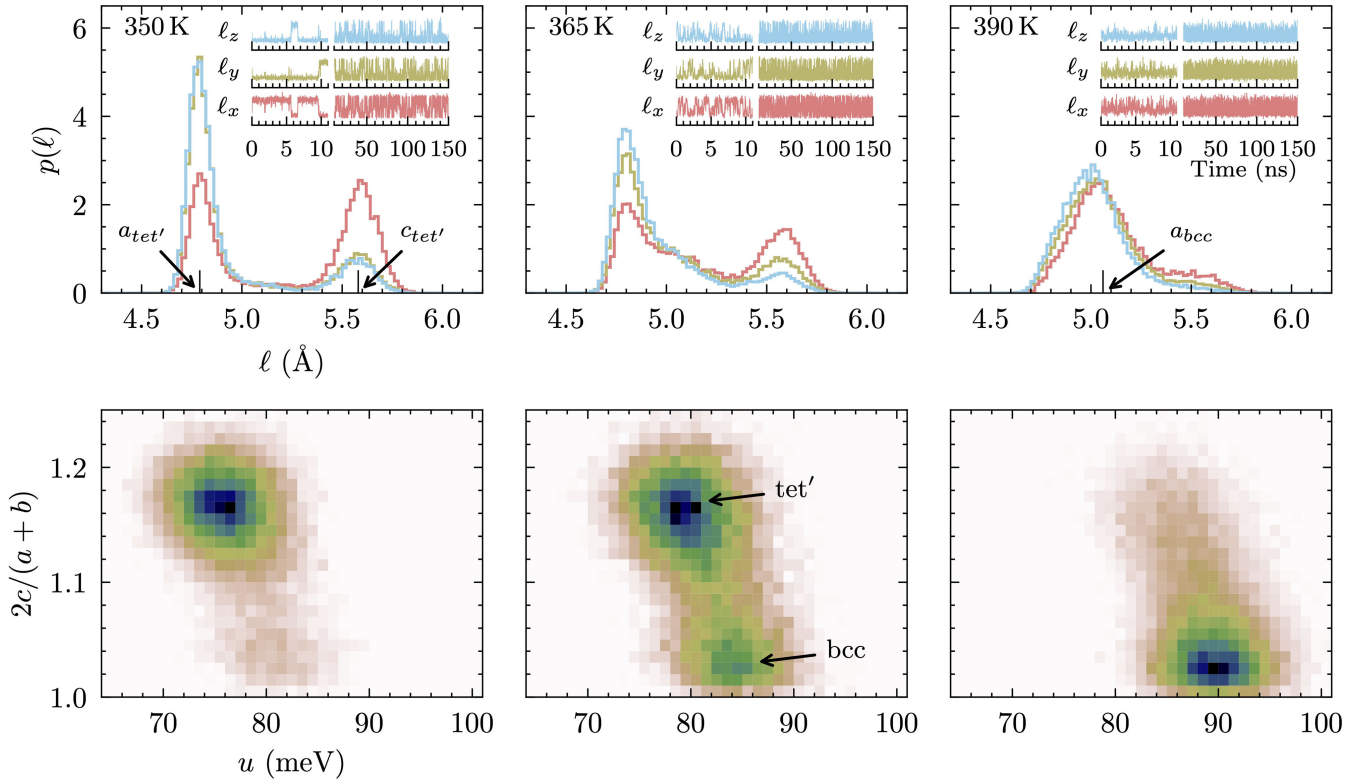 6
4
2
0
p(ℓ)
350 K
ℓz
ℓy
ℓx
0 5 10 50 100 150
atet′
ctet′
4.5 5.0 5.5 6.0
ℓ (Å)
365 K
ℓz
ℓy
ℓx
0 5 10 50 100 150
4.5 5.0 5.5 6.0
390 K
ℓz
ℓy
ℓx
0 5 10 50 100 150
Time (ns)
abcc
4.5 5.0 5.5 6.0
1.2
1.1
1.0
2c/(a + b)
70 80 90 100
u (meV)
tet′
bcc
70 80 90 100
70 80 90 100